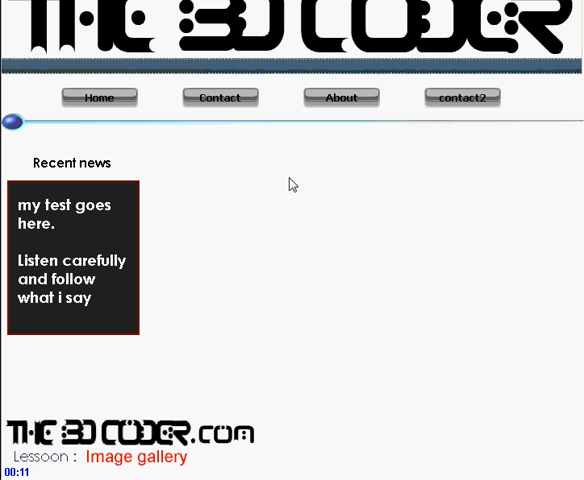 THE 3D CODER
Home Contact About contact2
Recent news
my test goes
here.
Listen carefully
and follow
what i say
THE 3D CODER.COM
Lessoon : Image gallery
00:11